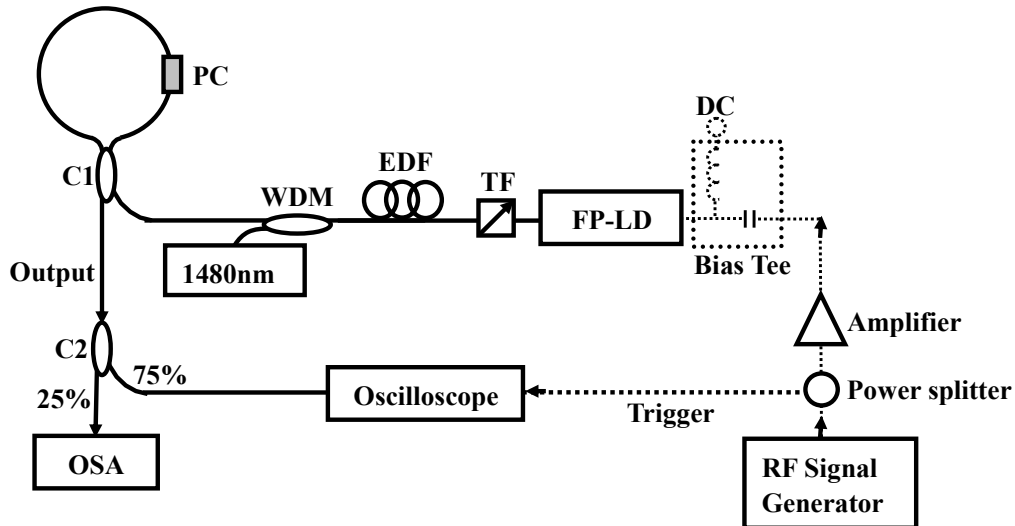 PC
C1
WDM
EDF
TF
FP-LD
DC
Bias Tee
1480nm
Output
Amplifier
C2
75%
25%
Oscilloscope
Trigger
Power splitter
OSA
RF Signal
Generator